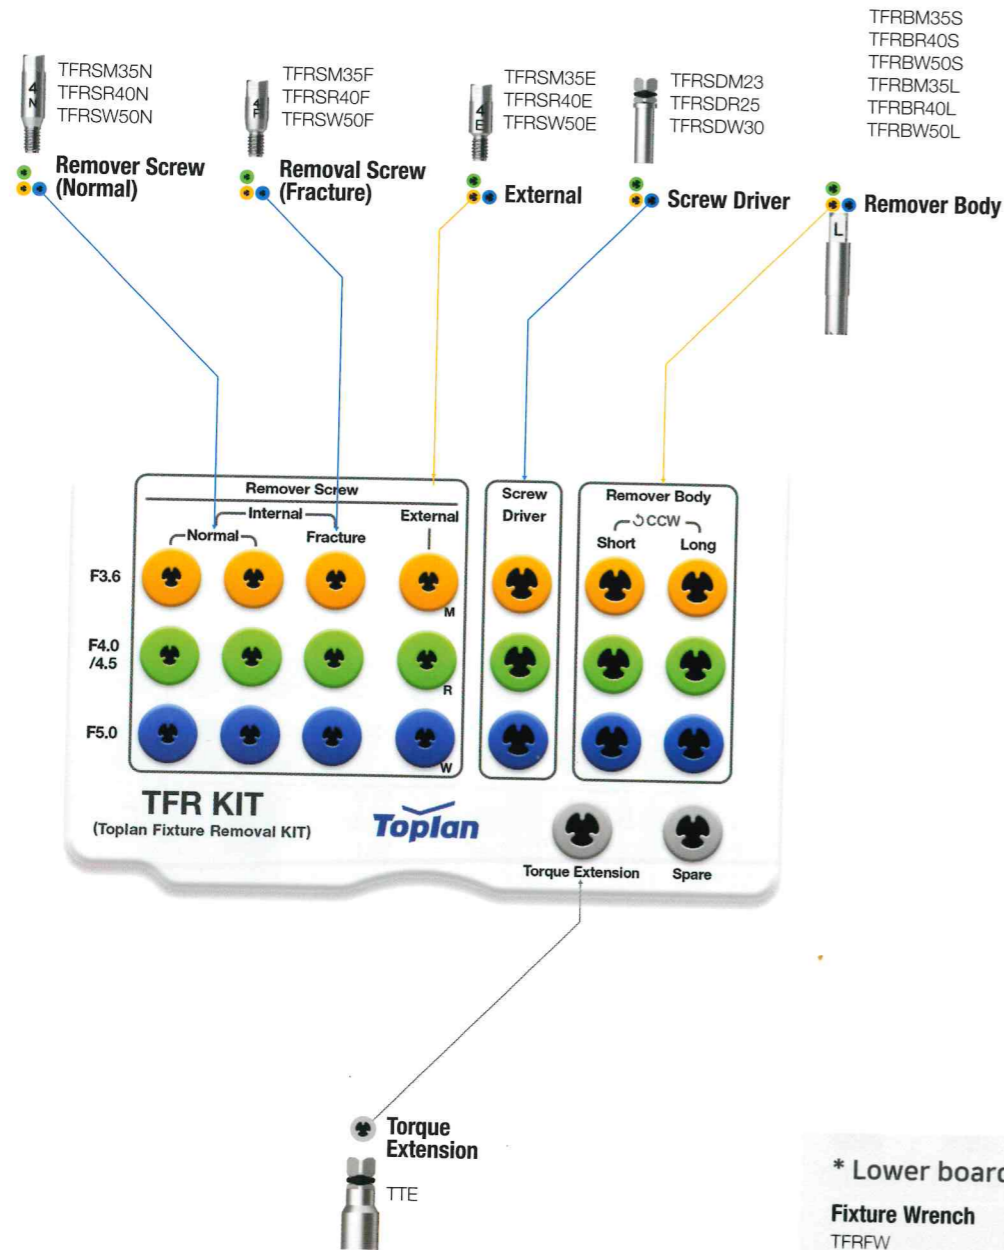 TFRBM35S
TFRBR40S
TFRBW50S
TFRBM35L
TFRBR40L
TFRBW50L
TFRSM35N
TFRSR40N
TFRSW50N
TFRSM35F
TFRSR40F
TFRSW50F
TFRSM35E
TFRSR40E
TFRSW50E
TFRSDM23
TFRSDR25
TFRSDW30
4
N
4
F
4
E
L
Remover Screw
(Normal)
Removal Screw
(Fracture)
External
Screw Driver
Remover Body
Remover Screw
Internal
External
Normal
Fracture
Screw
Driver
Remover Body
CCW
Short
Long
F3.6
M
F4.0
/4.5
R
F5.0
W
TFR KIT
(Toplan Fixture Removal KIT)
Toplan
Torque Extension
Spare
Torque
Extension
TTE
* Lower board
Fixture Wrench
TFRFW